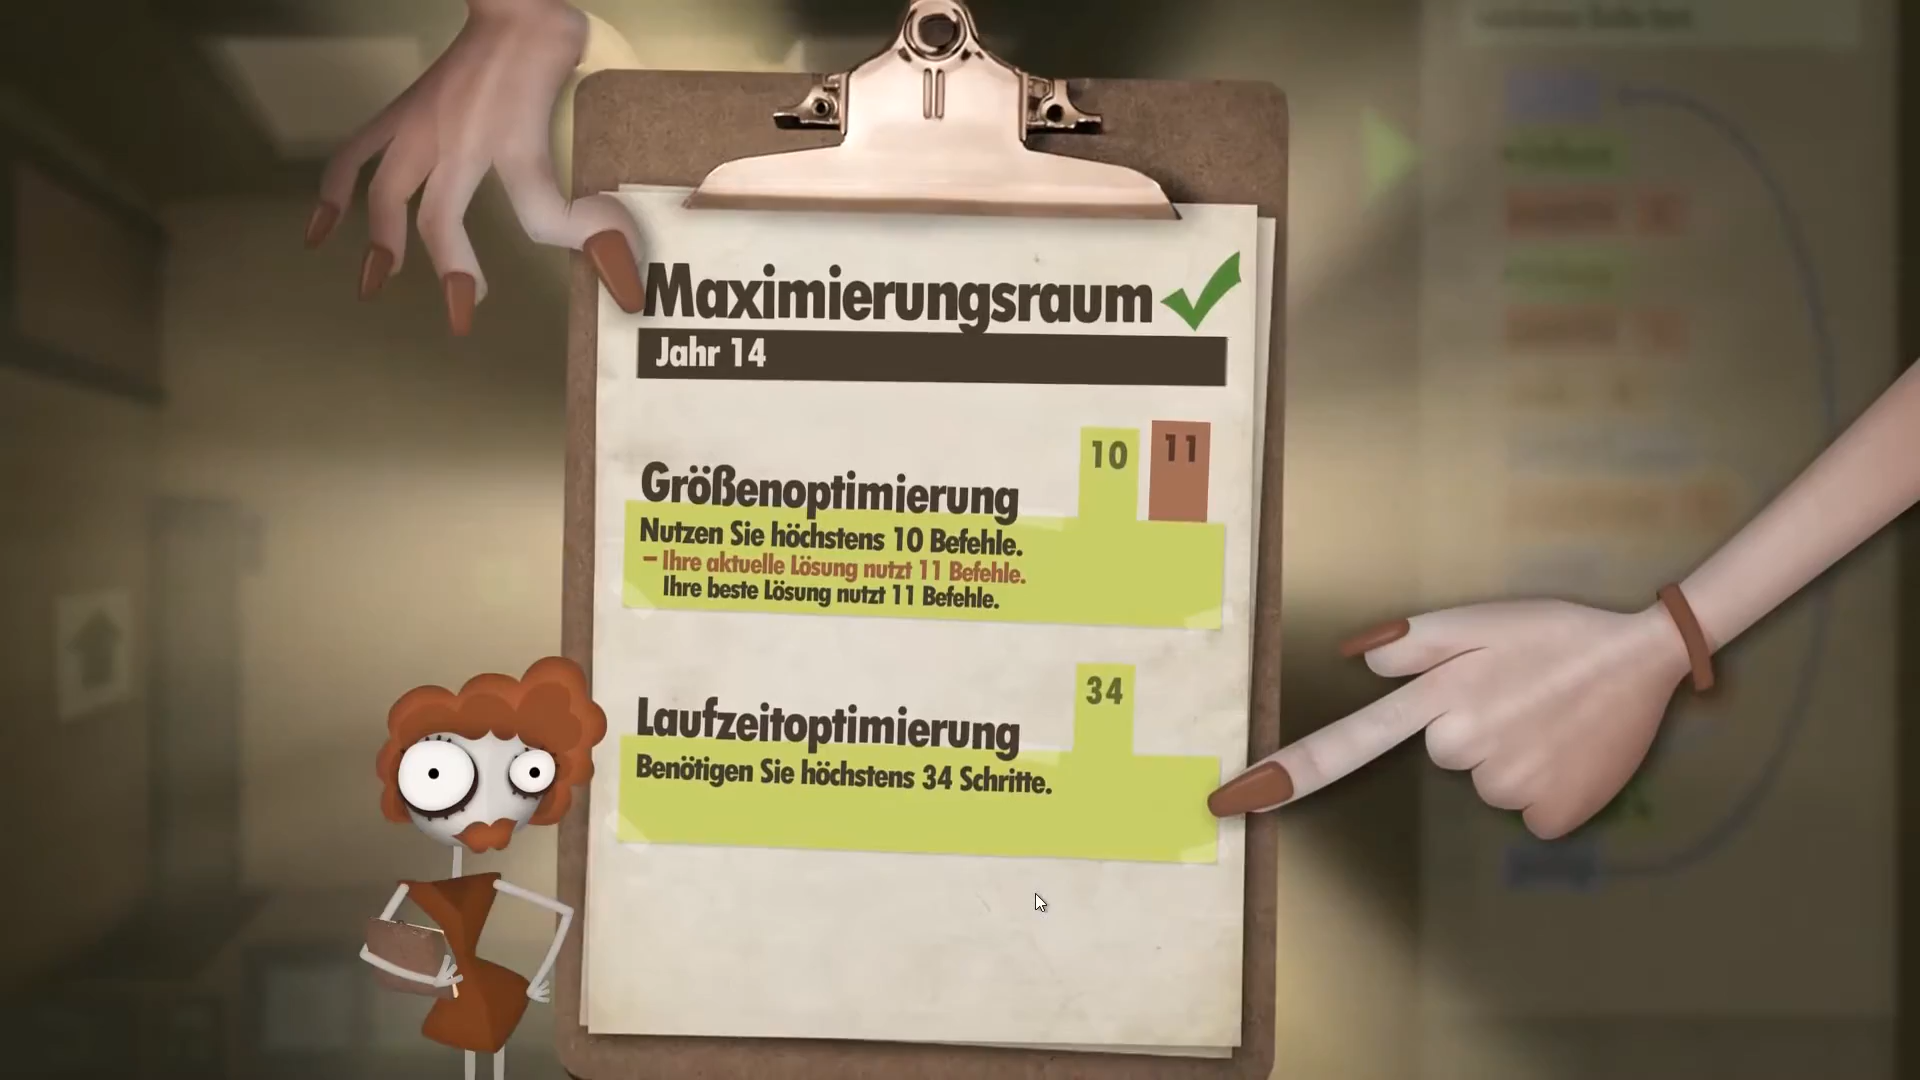 Maximierungsraum
Jahr 14
10
11
Größenoptimierung
Nutzen Sie höchstens 10 Befehle.
– Ihre aktuelle Lösung nutzt 11 Befehle.
Ihre beste Lösung nutzt 11 Befehle.
34
Laufzeitoptimierung
Benötigen Sie höchstens 34 Schritte.